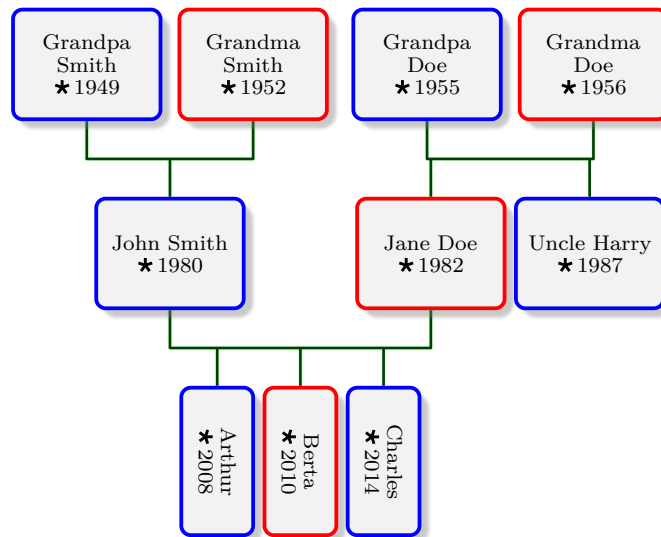 Grandpa
Smith
★1949
Grandma
Smith
★1952
Grandpa
Doe
★1955
Grandma
Doe
★1956
John Smith
★1980
Jane Doe
★1982
Uncle Harry
★1987
Arthur
★2008
Berta
★2010
Charles
★2014